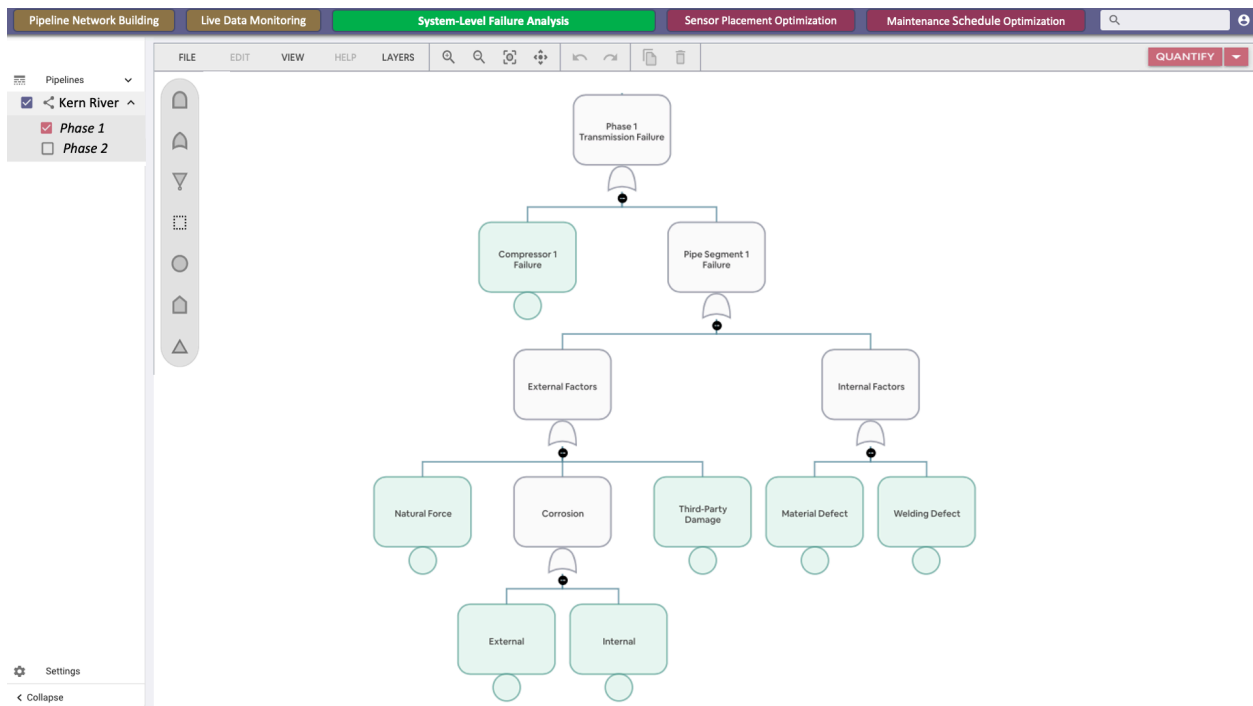 Pipeline Network Building
Live Data Monitoring
System-Level Failure Analysis
Sensor Placement Optimization
Maintenance Schedule Optimization
FILE
EDIT
VIEW
HELP
LAYERS
QUANTIFY
Pipelines
Kern River
Phase 1
Phase 2
Phase 1
Transmission Failure
Compressor 1
Failure
Pipe Segment 1
Failure
External Factors
Internal Factors
Natural Force
Corrosion
Third-Party
Damage
Material Defect
Welding Defect
External
Internal
Settings
Collapse